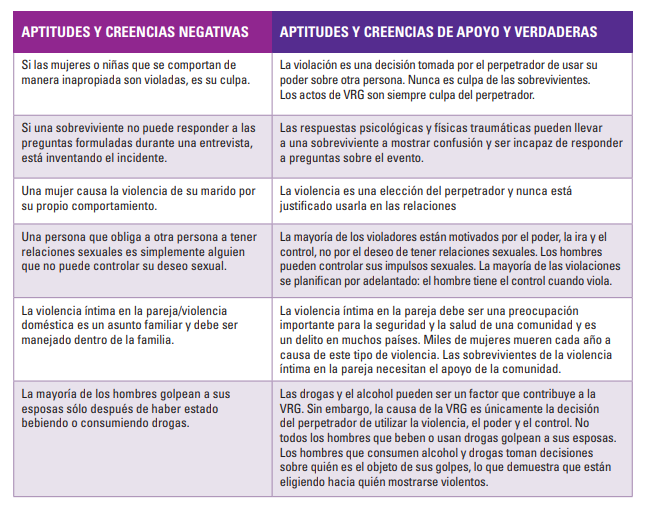 APTITUDES Y CREENCIAS NEGATIVAS
APTITUDES Y CREENCIAS DE APOYO Y VERDADERAS
Si las mujeres o niñas que se comportan de
manera inapropiada son violadas, es su culpa.
La violación es una decisión tomada por el perpetrador de usar su
poder sobre otra persona. Nunca es culpa de las sobrevivientes.
Los actos de VRG son siempre culpa del perpetrador.
Si una sobreviviente no puede responder a las
preguntas formuladas durante una entrevista,
está inventando el incidente.
Las respuestas psicológicas y físicas traumáticas pueden llevar
a una sobreviviente a mostrar confusión y ser incapaz de responder
a preguntas sobre el evento.
Una mujer causa la violencia de su marido por
su propio comportamiento.
La violencia es una elección del perpetrador y nunca está
justificado usarla en las relaciones
Una persona que obliga a otra persona a tener
relaciones sexuales es simplemente alguien
que no puede controlar su deseo sexual.
La mayoría de los violadores están motivados por el poder, la ira y el
control, no por el deseo de tener relaciones sexuales. Los hombres
pueden controlar sus impulsos sexuales. La mayoría de las violaciones
se planifican por adelantado: el hombre tiene el control cuando viola.
La violencia íntima en la pareja/violencia
doméstica es un asunto familiar y debe ser
manejado dentro de la familia.
La violencia íntima en la pareja debe ser una preocupación
importante para la seguridad y la salud de una comunidad y es
un delito en muchos países. Miles de mujeres mueren cada año a
causa de este tipo de violencia. Las sobrevivientes de la violencia
íntima en la pareja necesitan el apoyo de la comunidad.
La mayoría de los hombres golpean a sus
esposas sólo después de haber estado
bebiendo o consumiendo drogas.
Las drogas y el alcohol pueden ser un factor que contribuye a la
VRG. Sin embargo, la causa de la VRG es únicamente la decisión
del perpetrador de utilizar la violencia, el poder y el control. No
todos los hombres que beben o usan drogas golpean a sus esposas.
Los hombres que consumen alcohol y drogas toman decisiones
sobre quién es el objeto de sus golpes, lo que demuestra que están
eligiendo hacia quién mostrarse violentos.